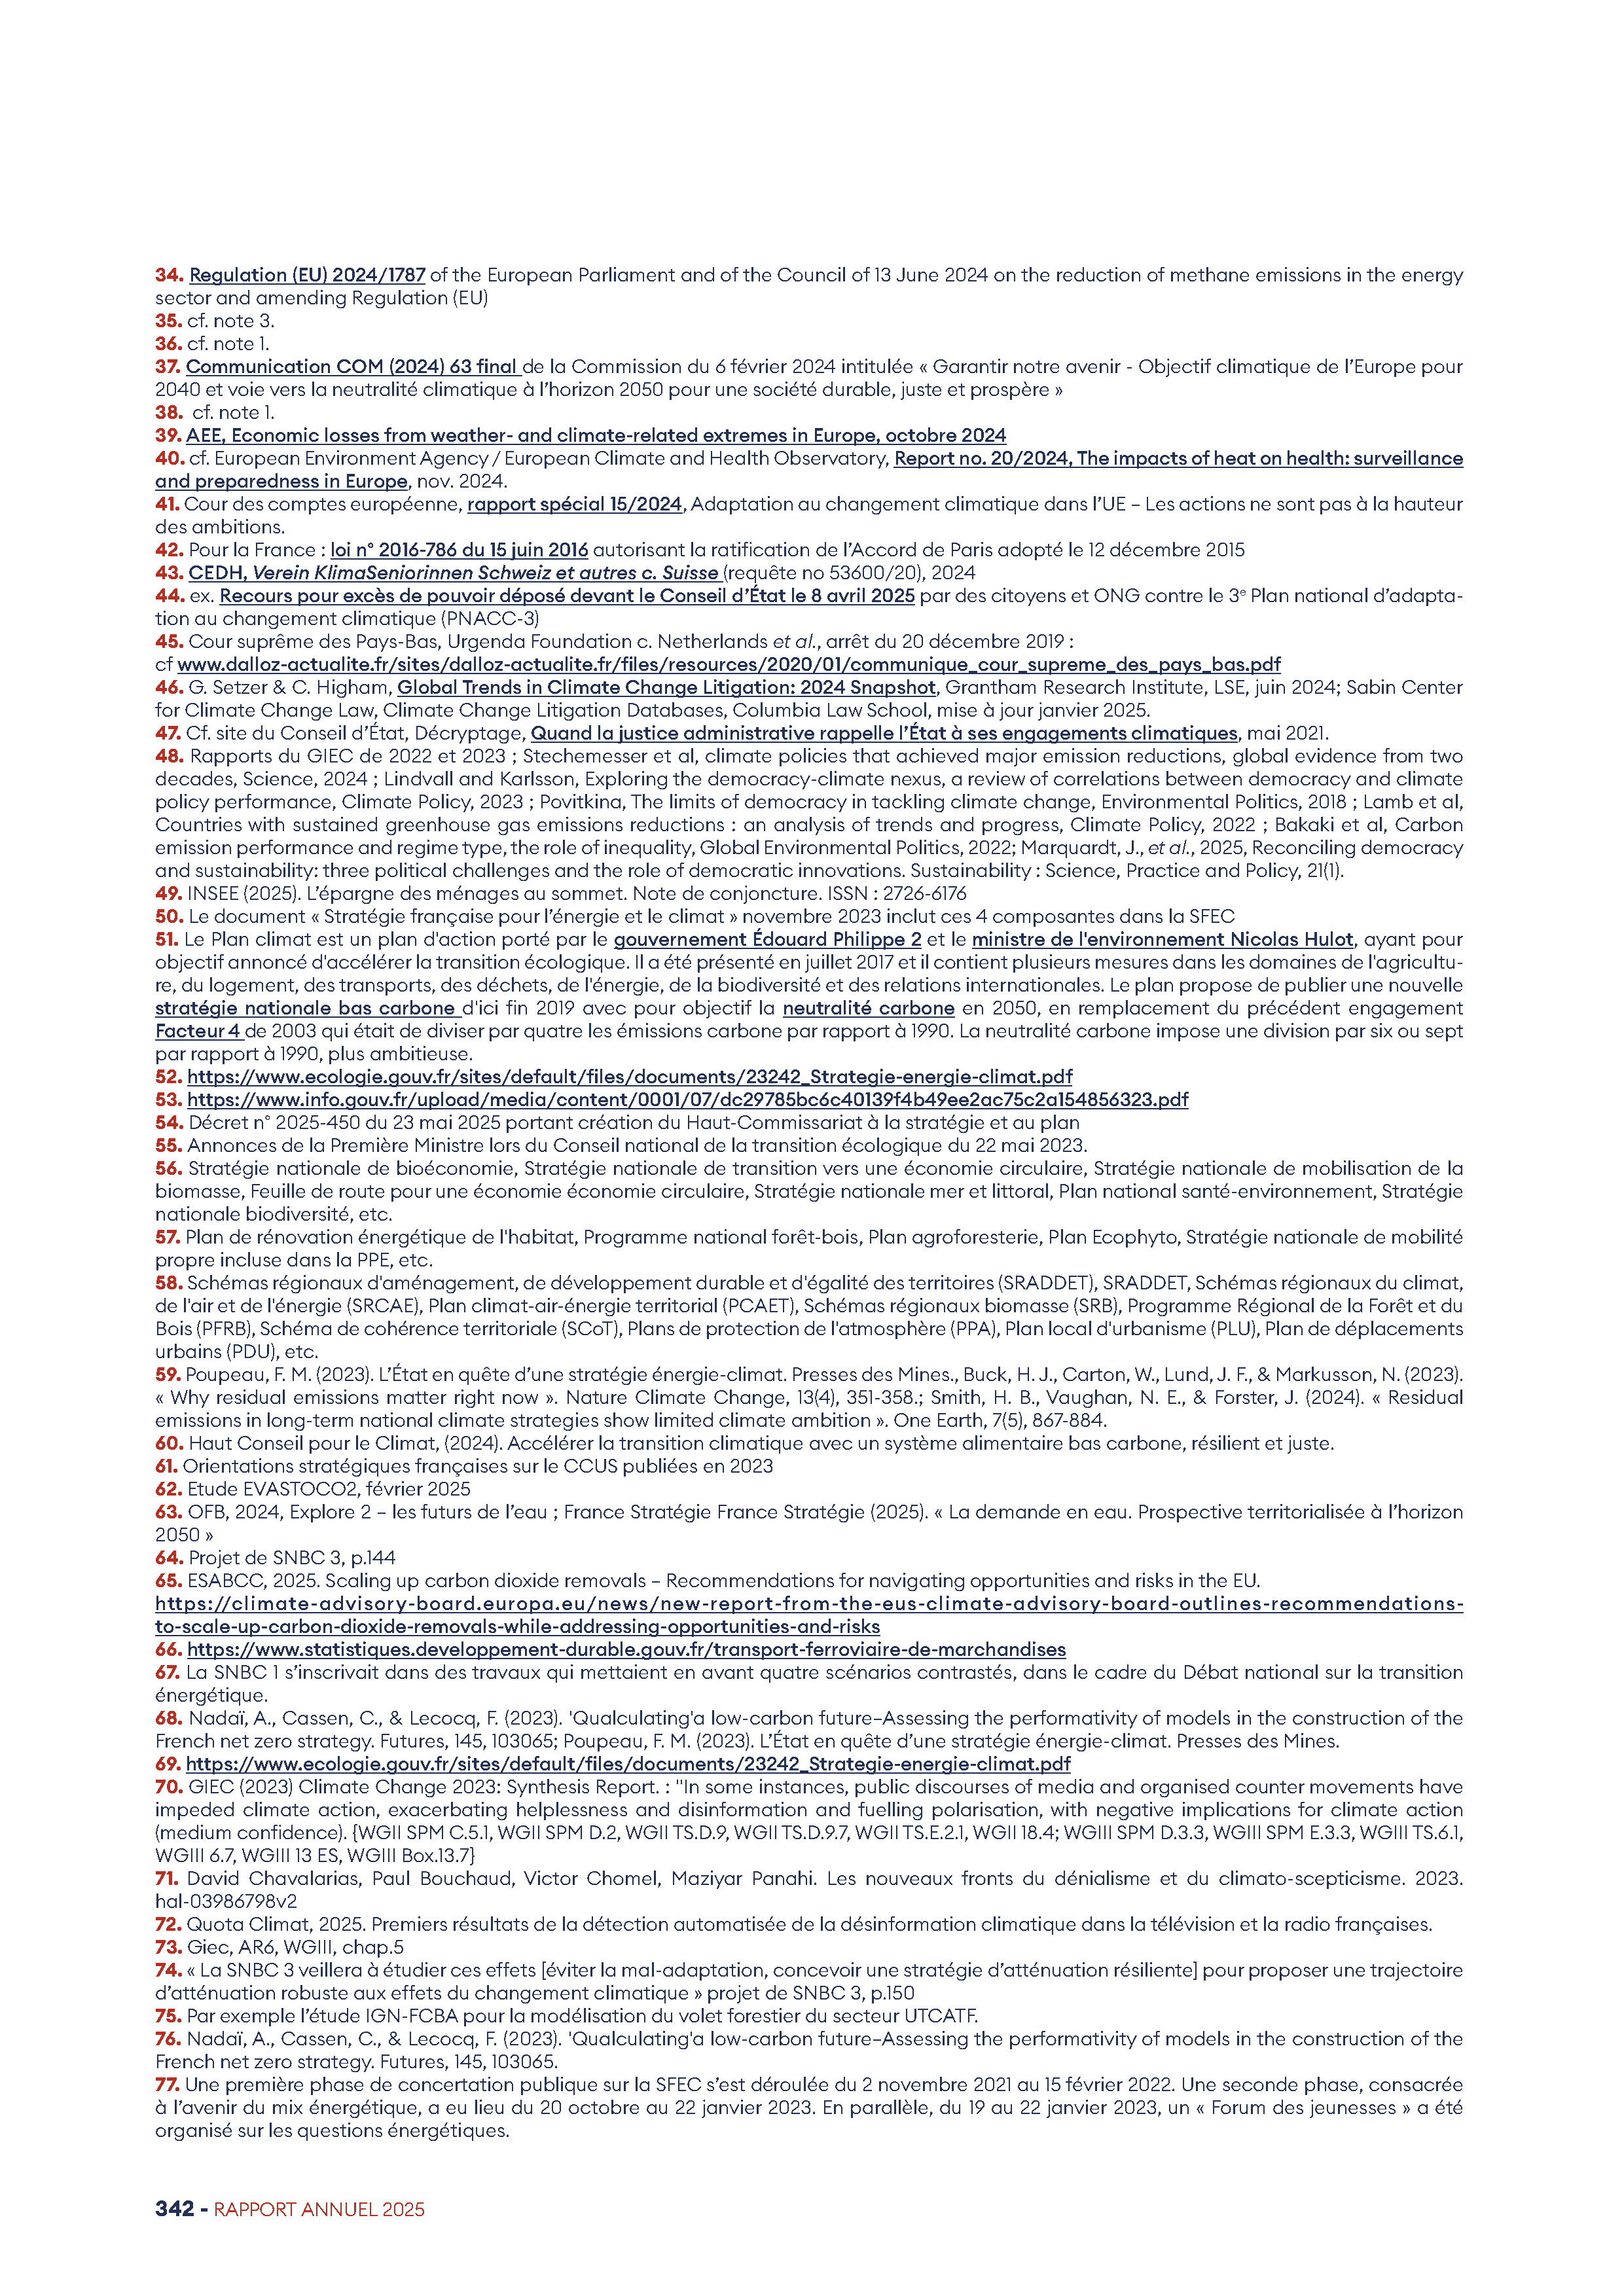 34. Regulation (EU) 2024/1787 of the European Parliament and of the Council of 13 June 2024 on the reduction of methane emissions in the energy
sector and amending Regulation (EU)
35. cf. note 3.
36. cf. note 1.
37. Communication COM (2024) 63 final de la Commission du 6 février 2024 intitulée « Garantir notre avenir - Objectif climatique de l’Europe pour
2040 et voie vers la neutralité climatique à l’horizon 2050 pour une société durable, juste et prospère »
38. cf. note 1.
39. AEE, Economic losses from weather- and climate-related extremes in Europe, octobre 2024
40. cf. European Environment Agency / European Climate and Health Observatory, Report no. 20/2024, The impacts of heat on health: surveillance
and preparedness in Europe, nov. 2024.
41. Cour des comptes européenne, rapport spécial 15/2024, Adaptation au changement climatique dans l’UE – Les actions ne sont pas à la hauteur
des ambitions.
42. Pour la France : loi n° 2016-786 du 15 juin 2016 autorisant la ratification de l’Accord de Paris adopté le 12 décembre 2015
43. CEDH, Verein KlimaSeniorinnen Schweiz et autres c. Suisse (requête no 53600/20), 2024
44. ex. Recours pour excès de pouvoir déposé devant le Conseil d’État le 8 avril 2025 par des citoyens et ONG contre le 3e Plan national d’adapta-
tion au changement climatique (PNACC-3)
45. Cour suprême des Pays-Bas, Urgenda Foundation c. Netherlands et al., arrêt du 20 décembre 2019 :
cf www.dalloz-actualite.fr/sites/dalloz-actualite.fr/files/resources/2020/01/communique_cour_supreme_des_pays_bas.pdf
46. G. Setzer & C. Higham, Global Trends in Climate Change Litigation: 2024 Snapshot, Grantham Research Institute, LSE, juin 2024; Sabin Center
for Climate Change Law, Climate Change Litigation Databases, Columbia Law School, mise à jour janvier 2025.
47. Cf. site du Conseil d’État, Décryptage, Quand la justice administrative rappelle l’État à ses engagements climatiques, mai 2021.
48. Rapports du GIEC de 2022 et 2023 ; Stechemesser et al, climate policies that achieved major emission reductions, global evidence from two
decades, Science, 2024 ; Lindvall and Karlsson, Exploring the democracy-climate nexus, a review of correlations between democracy and climate
policy performance, Climate Policy, 2023 ; Povitkina, The limits of democracy in tackling climate change, Environmental Politics, 2018 ; Lamb et al,
Countries with sustained greenhouse gas emissions reductions : an analysis of trends and progress, Climate Policy, 2022 ; Bakaki et al, Carbon
emission performance and regime type, the role of inequality, Global Environmental Politics, 2022; Marquardt, J., et al., 2025, Reconciling democracy
and sustainability: three political challenges and the role of democratic innovations. Sustainability : Science, Practice and Policy, 21(1).
49. INSEE (2025). L’épargne des ménages au sommet. Note de conjoncture. ISSN : 2726-6176
50. Le document « Stratégie française pour l’énergie et le climat » novembre 2023 inclut ces 4 composantes dans la SFEC
51. Le Plan climat est un plan d'action porté par le gouvernement Édouard Philippe 2 et le ministre de l'environnement Nicolas Hulot, ayant pour
objectif annoncé d'accélérer la transition écologique. Il a été présenté en juillet 2017 et il contient plusieurs mesures dans les domaines de l'agricultu-
re, du logement, des transports, des déchets, de l'énergie, de la biodiversité et des relations internationales. Le plan propose de publier une nouvelle
stratégie nationale bas carbone d'ici fin 2019 avec pour objectif la neutralité carbone en 2050, en remplacement du précédent engagement
Facteur 4 de 2003 qui était de diviser par quatre les émissions carbone par rapport à 1990. La neutralité carbone impose une division par six ou sept
par rapport à 1990, plus ambitieuse.
52. https://www.ecologie.gouv.fr/sites/default/files/documents/23242_Strategie-energie-climat.pdf
53. https://www.info.gouv.fr/upload/media/content/0001/07/dc29785bc6c40139f4b49ee2ac75c2a154856323.pdf
54. Décret n° 2025-450 du 23 mai 2025 portant création du Haut-Commissariat à la stratégie et au plan
55. Annonces de la Première Ministre lors du Conseil national de la transition écologique du 22 mai 2023.
56. Stratégie nationale de bioéconomie, Stratégie nationale de transition vers une économie circulaire, Stratégie nationale de mobilisation de la
biomasse, Feuille de route pour une économie économie circulaire, Stratégie nationale mer et littoral, Plan national santé-environnement, Stratégie
nationale biodiversité, etc.
57. Plan de rénovation énergétique de l'habitat, Programme national forêt-bois, Plan agroforesterie, Plan Ecophyto, Stratégie nationale de mobilité
propre incluse dans la PPE, etc.
58. Schémas régionaux d'aménagement, de développement durable et d'égalité des territoires (SRADDET), SRADDET, Schémas régionaux du climat,
de l'air et de l'énergie (SRCAE), Plan climat-air-énergie territorial (PCAET), Schémas régionaux biomasse (SRB), Programme Régional de la Forêt et du
Bois (PFRB), Schéma de cohérence territoriale (SCoT), Plans de protection de l'atmosphère (PPA), Plan local d'urbanisme (PLU), Plan de déplacements
urbains (PDU), etc.
59. Poupeau, F. M. (2023). L’État en quête d’une stratégie énergie-climat. Presses des Mines., Buck, H. J., Carton, W., Lund, J. F., & Markusson, N. (2023).
« Why residual emissions matter right now ». Nature Climate Change, 13(4), 351-358.; Smith, H. B., Vaughan, N. E., & Forster, J. (2024). « Residual
emissions in long-term national climate strategies show limited climate ambition ». One Earth, 7(5), 867-884.
60. Haut Conseil pour le Climat, (2024). Accélérer la transition climatique avec un système alimentaire bas carbone, résilient et juste.
61. Orientations stratégiques françaises sur le CCUS publiées en 2023
62. Etude EVASTOCO2, février 2025
63. OFB, 2024, Explore 2 – les futurs de l’eau ; France Stratégie France Stratégie (2025). « La demande en eau. Prospective territorialisée à l’horizon
2050 »
64. Projet de SNBC 3, p.144
65. ESABCC, 2025. Scaling up carbon dioxide removals – Recommendations for navigating opportunities and risks in the EU.
https://climate-advisory-board.europa.eu/news/new-report-from-the-eus-climate-advisory-board-outlines-recommendations-
to-scale-up-carbon-dioxide-removals-while-addressing-opportunities-and-risks
66. https://www.statistiques.developpement-durable.gouv.fr/transport-ferroviaire-de-marchandises
67. La SNBC 1 s’inscrivait dans des travaux qui mettaient en avant quatre scénarios contrastés, dans le cadre du Débat national sur la transition
énergétique.
68. Nadaï, A., Cassen, C., & Lecocq, F. (2023). 'Qualculating'a low-carbon future–Assessing the performativity of models in the construction of the
French net zero strategy. Futures, 145, 103065; Poupeau, F. M. (2023). L’État en quête d’une stratégie énergie-climat. Presses des Mines.
69. https://www.ecologie.gouv.fr/sites/default/files/documents/23242_Strategie-energie-climat.pdf
70. GIEC (2023) Climate Change 2023: Synthesis Report. : "In some instances, public discourses of media and organised counter movements have
impeded climate action, exacerbating helplessness and disinformation and fuelling polarisation, with negative implications for climate action
(medium confidence). {WGII SPM C.5.1, WGII SPM D.2, WGII TS.D.9, WGII TS.D.9.7, WGII TS.E.2.1, WGII 18.4; WGIII SPM D.3.3, WGIII SPM E.3.3, WGIII TS.6.1,
WGIII 6.7, WGIII 13 ES, WGIII Box.13.7}
71. David Chavalarias, Paul Bouchaud, Victor Chomel, Maziyar Panahi. Les nouveaux fronts du dénialisme et du climato-scepticisme. 2023.
hal-03986798v2
72. Quota Climat, 2025. Premiers résultats de la détection automatisée de la désinformation climatique dans la télévision et la radio françaises.
73. Giec, AR6, WGIII, chap.5
74. « La SNBC 3 veillera à étudier ces effets [éviter la mal-adaptation, concevoir une stratégie d’atténuation résiliente] pour proposer une trajectoire
d’atténuation robuste aux effets du changement climatique » projet de SNBC 3, p.150
75. Par exemple l’étude IGN-FCBA pour la modélisation du volet forestier du secteur UTCATF.
76. Nadaï, A., Cassen, C., & Lecocq, F. (2023). 'Qualculating'a low-carbon future–Assessing the performativity of models in the construction of the
French net zero strategy. Futures, 145, 103065.
77. Une première phase de concertation publique sur la SFEC s’est déroulée du 2 novembre 2021 au 15 février 2022. Une seconde phase, consacrée
à l’avenir du mix énergétique, a eu lieu du 20 octobre au 22 janvier 2023. En parallèle, du 19 au 22 janvier 2023, un « Forum des jeunesses » a été
organisé sur les questions énergétiques.
342 - RAPPORT ANNUEL 2025